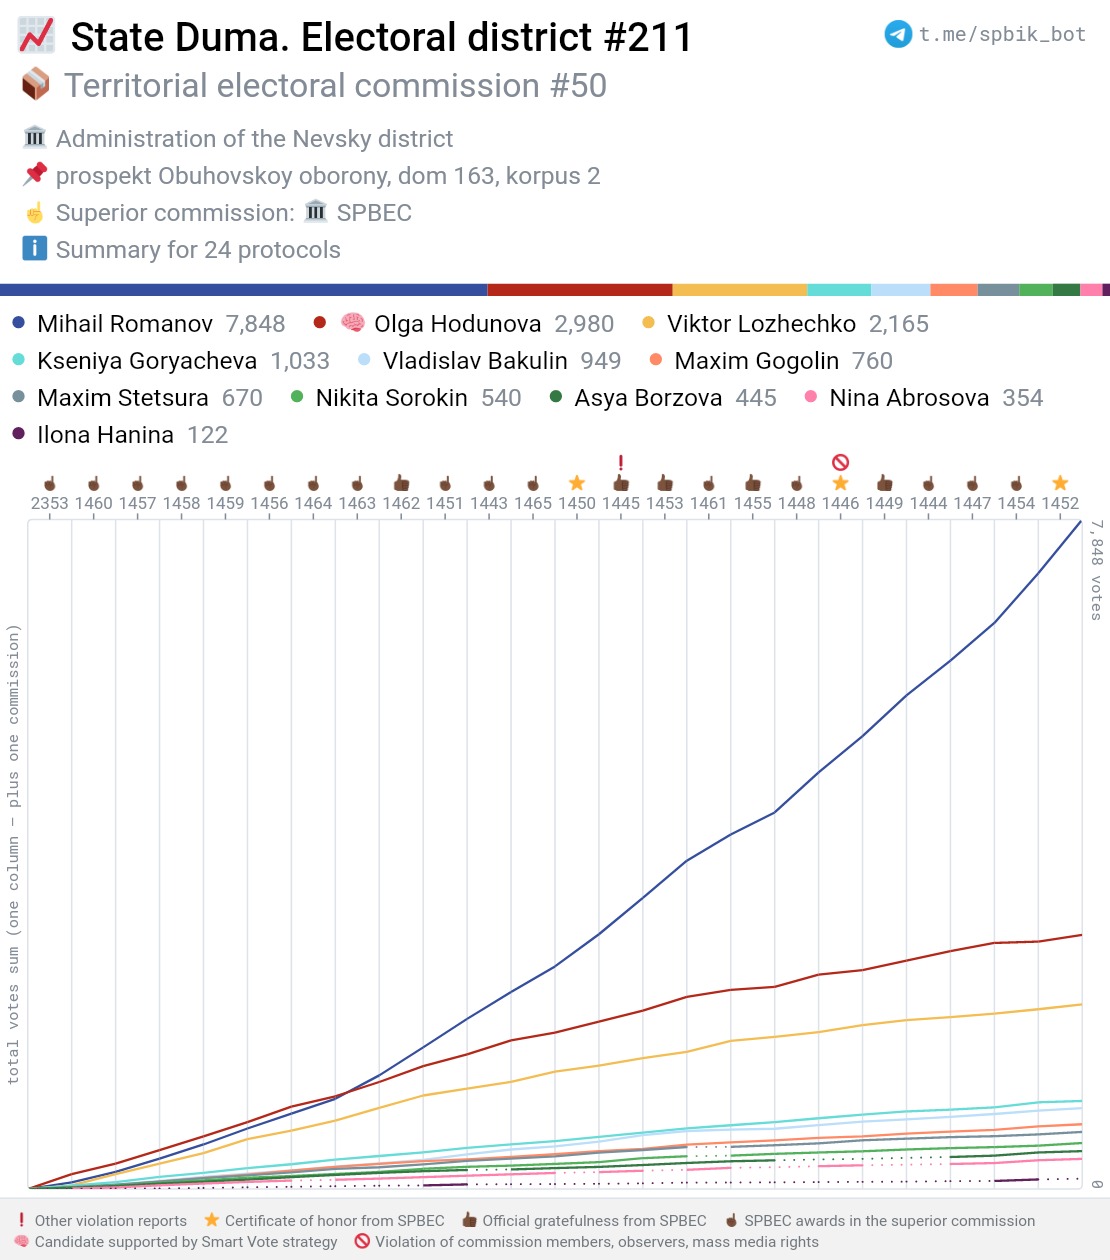 State Duma. Electoral district #211
t.me/spbik_bot
Territorial electoral commission #50
Administration of the Nevsky district
prospekt Obuhovskoy oborony, dom 163, korpus 2
Superior commission: SPBEC
Summary for 24 protocols
Mihail Romanov 7,848 Olga Hodunova 2,980 Viktor Lozhechko 2,165
Kseniya Goryacheva 1,033 Vladislav Bakulin 949 Maxim Gogolin 760
Maxim Stetsura 670 Nikita Sorokin 540 Asya Borzova 445 Nina Abrosova 354
Ilona Hanina 122
2353 1460 1457 1458 1459 1456 1464 1463 1462 1451 1443 1465 1450 1445 1453 1461 1455 1448 1446 1449 1444 1447 1454 1452
7,848 votes
total votes sum (one column — plus one commission)
0
Other violation reports Certificate of honor from SPBEC Official gratefulness from SPBEC SPBEC awards in the superior commission
Candidate supported by Smart Vote strategy Violation of commission members, observers, mass media rights